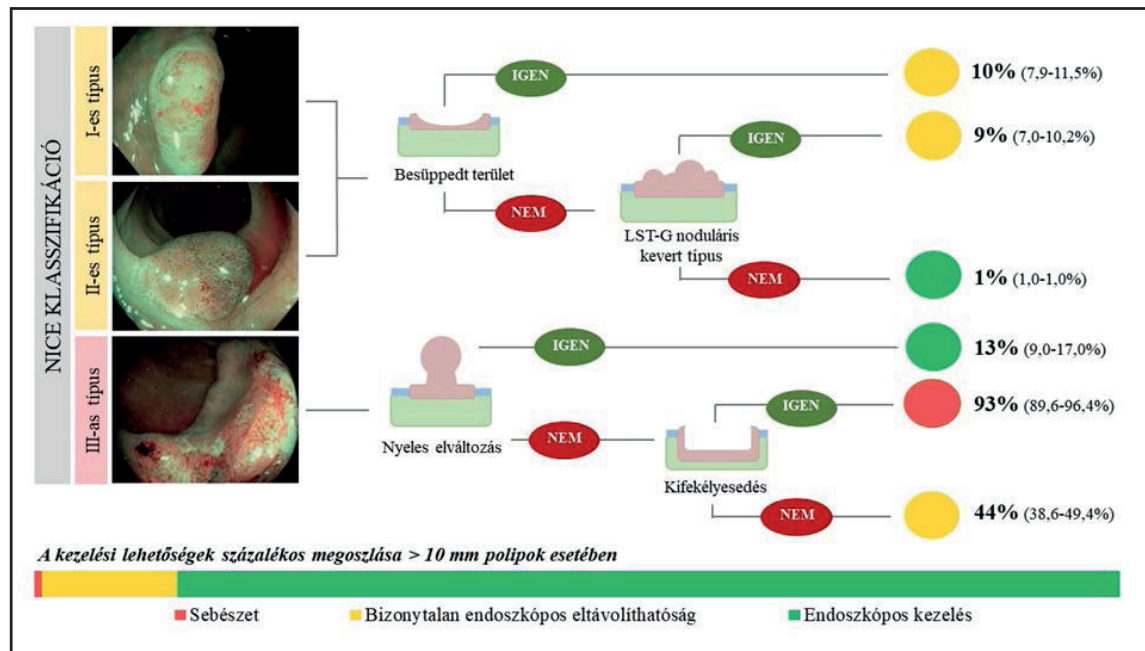 NICE KLASSZIFIKÁCIÓ
I-es típus
II-es típus
III-as típus
IGEN
10% (7,9-11,5%)
Besüppedt terület
IGEN
9% (7,0-10,2%)
NEM
LST-G noduláris
kevert típus
NEM
1% (1,0-1,0%)
IGEN
13% (9,0-17,0%)
Nyeles elváltozás
IGEN
93% (89,6-96,4%)
NEM
Kifekélyesedés
NEM
44% (38,6-49,4%)
A kezelési lehetőségek százalékos megoszlása > 10 mm polipok esetében
Sebészet
Bizonytalan endoszkópos eltávolíthatóság
Endoszkópos kezelés